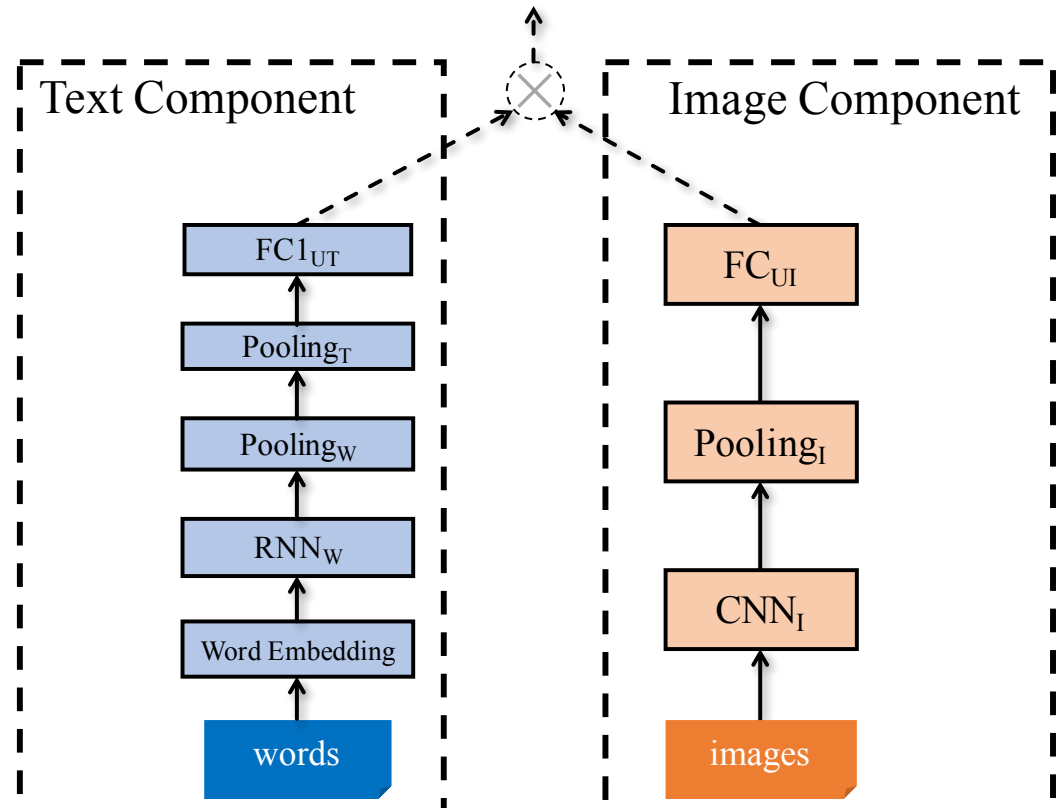 Text Component
FC1UT
PoolingT
PoolingW
RNNW
Word Embedding
words
Image Component
FCUI
PoolingI
CNNI
images